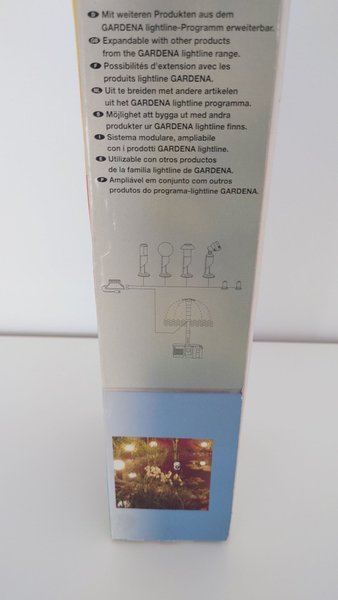 D Mit weiteren Produkten aus dem
GARDENA lightline-Programm erweiterbar.
GB Expandable with other products
from the GARDENA lightline range.
F Possibilités d'extension avec les
produits lightline GARDENA.
NL Uit te breiden met andere artikelen
uit het GARDENA lightline programma.
S Möjlighet att bygga ut med andra
produkter ur GARDENA lightline finns.
I Sistema modulare, ampliabile
con i prodotti GARDENA lightline.
E Utilizable con otros productos
de la familia lightline de GARDENA.
P Ampliável em conjunto com outros
produtos do programa-lightline GARDENA.